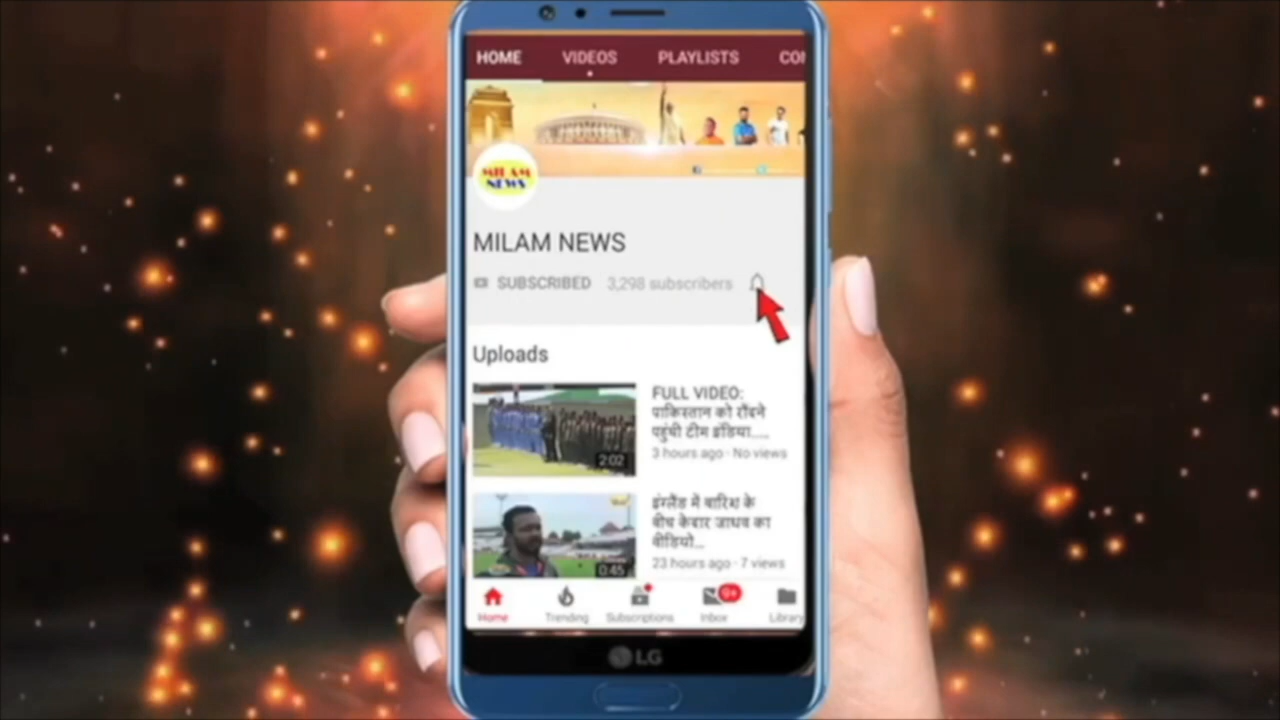 HOME VIDEOS PLAYLISTS
MILAM
NEWS
MILAM NEWS
SUBSCRIBED 3,298 subscribers
Uploads
FULL VIDEO:
पाकिस्तान को रौंदने
पहुंची टीम इंडिया....
3 hours ago · No views
2:02
इंग्लैंड में बारिश के
बीच केदार जाधव का
वीडियो...
23 hours ago · 7 views
0:45
9+
Home Trending Subscriptions Inbox Library
LG